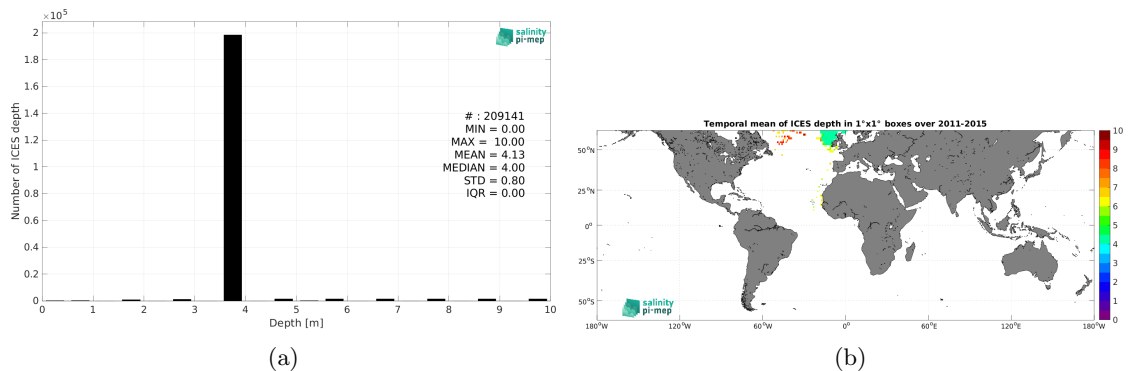 ×10⁵
2
1.8
1.6
1.4
1.2
1
0.8
0.6
0.4
0.2
0
Number of ICES depth
0 1 2 3 4 5 6 7 8 9 10
Depth [m]
salinity
pi-mep
# : 209141
MIN = 0.00
MAX = 10.00
MEAN = 4.13
MEDIAN = 4.00
STD = 0.80
IQR = 0.00
(a)
Temporal mean of ICES depth in 1°x1° boxes over 2011-2015
50°N
25°N
0°
25°S
50°S
180°W 120°W 60°W 0° 60°E 120°E 180°W
salinity
pi-mep
10
9
8
7
6
5
4
3
2
1
0
(b)